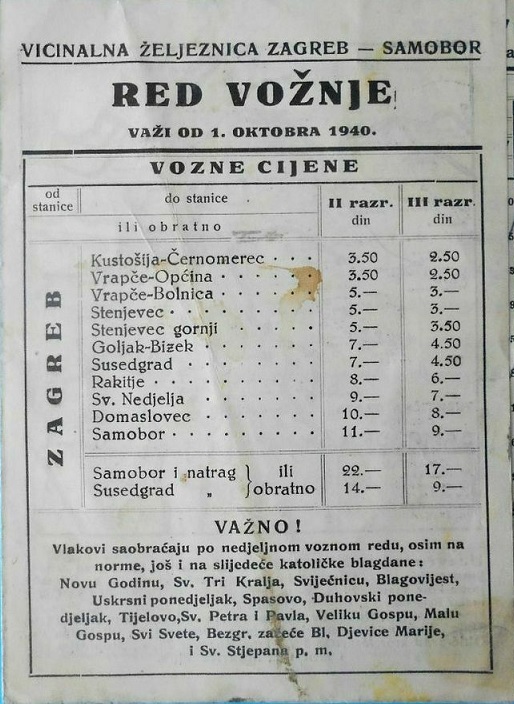 VICINALNA ŽELJEZNICA ZAGREB — SAMOBOR
RED VOŽNJE
VAŽI OD 1. OKTOBRA 1940.
VOZNE CIJENE
od stanice do stanice II razr. din III razr. din
ili obratno
ZAGREB
Kustošija-Černomerec . . . 3.50 2.50
Vrapče-Općina . . . . . . 3.50 2.50
Vrapče-Bolnica . . . . . . 5.— 3.—
Stenjevec . . . . . . . . 5.— 3.—
Stenjevec gornji . . . . . 5.— 3.50
Goljak-Bizek . . . . . . 7.— 4.50
Susedgrad . . . . . . . 7.— 4.50
Rakitje . . . . . . . . . 8.— 6.—
Sv. Nedjelja . . . . . . 9.— 7.—
Domaslovec . . . . . . 10.— 8.—
Samobor . . . . . . . . 11.— 9.—
Samobor i natrag } ili 22.— 17.—
Susedgrad „ } obratno 14.— 9.—
VAŽNO!
Vlakovi saobraćaju po nedjeljnom voznom redu, osim na
norme, još i na slijedeće katoličke blagdane:
Novu Godinu, Sv. Tri Kralja, Sviječnicu, Blagovijest,
Uskrsni ponedjeljak, Spasovo, Duhovski pone-
djeljak, Tijelovo,Sv. Petra i Pavla, Veliku Gospu, Malu
Gospu, Svi Svete, Bezgr. začeće Bl. Djevice Marije,
i Sv. Stjepana p. m.